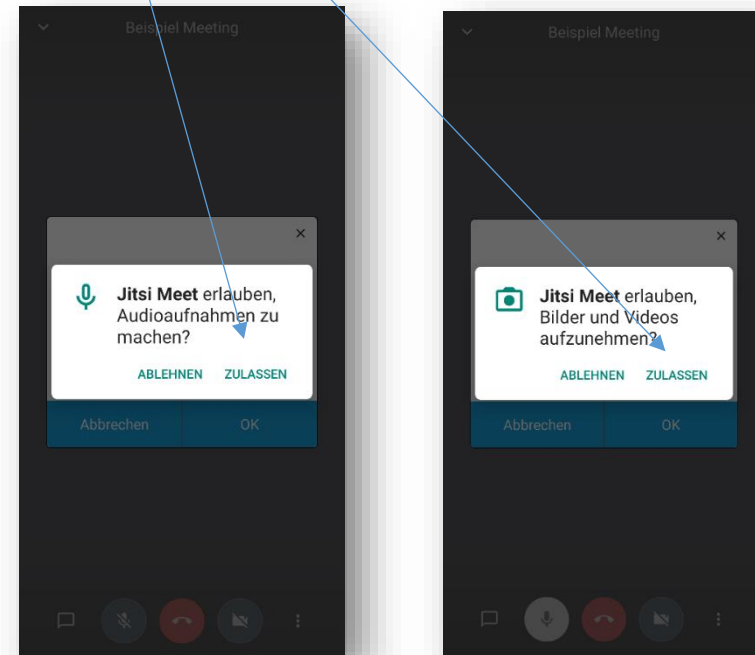 Beispiel Meeting
Jitsi Meet erlauben,
Audioaufnahmen zu
machen?
ABLEHNEN ZULASSEN
Abbrechen OK
Beispiel Meeting
Jitsi Meet erlauben,
Bilder und Videos
aufzunehmen?
ABLEHNEN ZULASSEN
Abbrechen OK